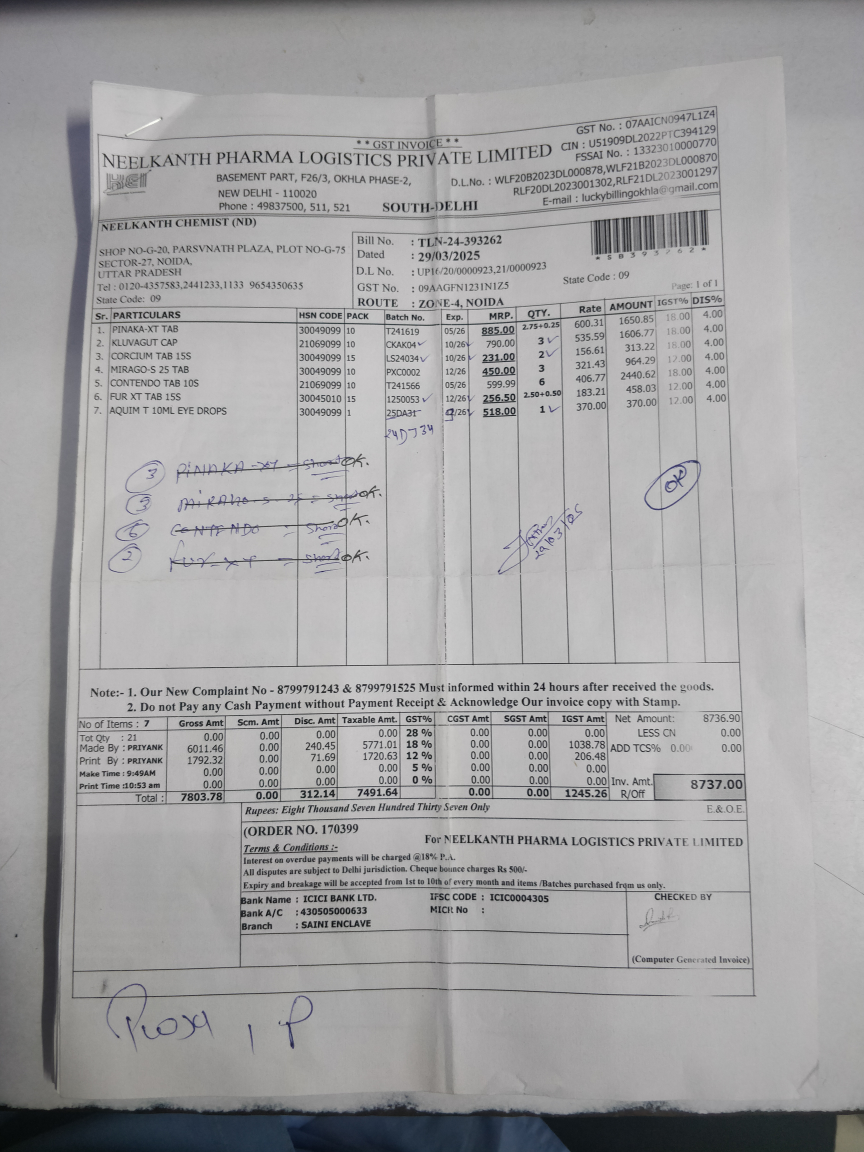 * * GST INVOICE * *
GST No. : 07AAICN0947L1Z4
CIN : U51909DL2022PTC394129
FSSAI No. : 13323010000770
NEELKANTH PHARMA LOGISTICS PRIVATE LIMITED
D.L.No. : WLF20B2023DL000878,WLF21B2023DL000870
RLF20DL2023001302,RLF21DL2023001297
E-mail : luckybillingokhla@gmail.com
BASEMENT PART, F26/3, OKHLA PHASE-2,
NEW DELHI - 110020
Phone : 49837500, 511, 521 SOUTH-DELHI
NEELKANTH CHEMIST (ND)
SHOP NO-G-20, PARSVNATH PLAZA, PLOT NO-G-75
SECTOR-27, NOIDA,
UTTAR PRADESH
Tel : 0120-4357583,2441233,1133 9654350635
State Code: 09
Bill No. : TLN-24-393262
Dated : 29/03/2025
D.L No. : UP16/20/0000923,21/0000923
GST No. : 09AAGFN1231N1Z5
ROUTE : ZONE-4, NOIDA
* 5 0 3 9 3 2 6 2 *
State Code : 09
Page: 1 of 1
Sr. PARTICULARS HSN CODE PACK Batch No. Exp. MRP. QTY. Rate AMOUNT IGST% DIS%
1. PINAKA-XT TAB 30049099 10 T241619 05/26 885.00 2.75+0.25 600.31 1650.85 18.00 4.00
2. KLUVAGUT CAP 21069099 10 CKAK04 10/26 790.00 3 535.59 1606.77 18.00 4.00
3. CORCIUM TAB 15S 30049099 15 LS24034 10/26 231.00 2 156.61 313.22 18.00 4.00
4. MIRAGO-S 25 TAB 30049099 10 PXC0002 12/26 450.00 3 321.43 964.29 12.00 4.00
5. CONTENDO TAB 10S 21069099 10 T241566 05/26 599.99 6 406.77 2440.62 18.00 4.00
6. FUR XT TAB 15S 30045010 15 1250053 12/26 256.50 2.50+0.50 183.21 458.03 12.00 4.00
7. AQUIM T 10ML EYE DROPS 30049099 1 25DA31 /26 518.00 1 370.00 370.00 12.00 4.00
24DJ34
3 PINAKA-XT = Short OK.
3 MIRAGO-S-25 = Short OK.
6 CONTENDO = Short OK.
2 FUR-XT = Short OK.
OK
29/03/25
Note:- 1. Our New Complaint No - 8799791243 & 8799791525 Must informed within 24 hours after received the goods.
2. Do not Pay any Cash Payment without Payment Receipt & Acknowledge Our invoice copy with Stamp.
No of Items : 7 Gross Amt Scm. Amt Disc. Amt Taxable Amt. GST% CGST Amt SGST Amt IGST Amt Net Amount: 8736.90
Tot Qty : 21 0.00 0.00 0.00 0.00 28 % 0.00 0.00 0.00 LESS CN 0.00
Made By : PRIYANK 6011.46 0.00 240.45 5771.01 18 % 0.00 0.00 1038.78 ADD TCS% 0.00 0.00
Print By : PRIYANK 1792.32 0.00 71.69 1720.63 12 % 0.00 0.00 206.48
Make Time : 9:49AM 0.00 0.00 0.00 0.00 5 % 0.00 0.00 0.00
Print Time :10:53 am 0.00 0.00 0.00 0.00 0 % 0.00 Inv. Amt.
Total : 7803.78 0.00 312.14 7491.64 0.00 0.00 1245.26 R/Off 8737.00
Rupees: Eight Thousand Seven Hundred Thirty Seven Only E.& O.E.
(ORDER NO. 170399
For NEELKANTH PHARMA LOGISTICS PRIVATE LIMITED
Terms & Conditions :-
Interest on overdue payments will be charged @18% P.A.
All disputes are subject to Delhi jurisdiction. Cheque bounce charges Rs 500/-
Expiry and breakage will be accepted from 1st to 10th of every month and items /Batches purchased from us only.
Bank Name : ICICI BANK LTD. IFSC CODE : ICIC0004305 CHECKED BY
Bank A/C : 430505000633 MICR No :
Branch : SAINI ENCLAVE
(Computer Generated Invoice)